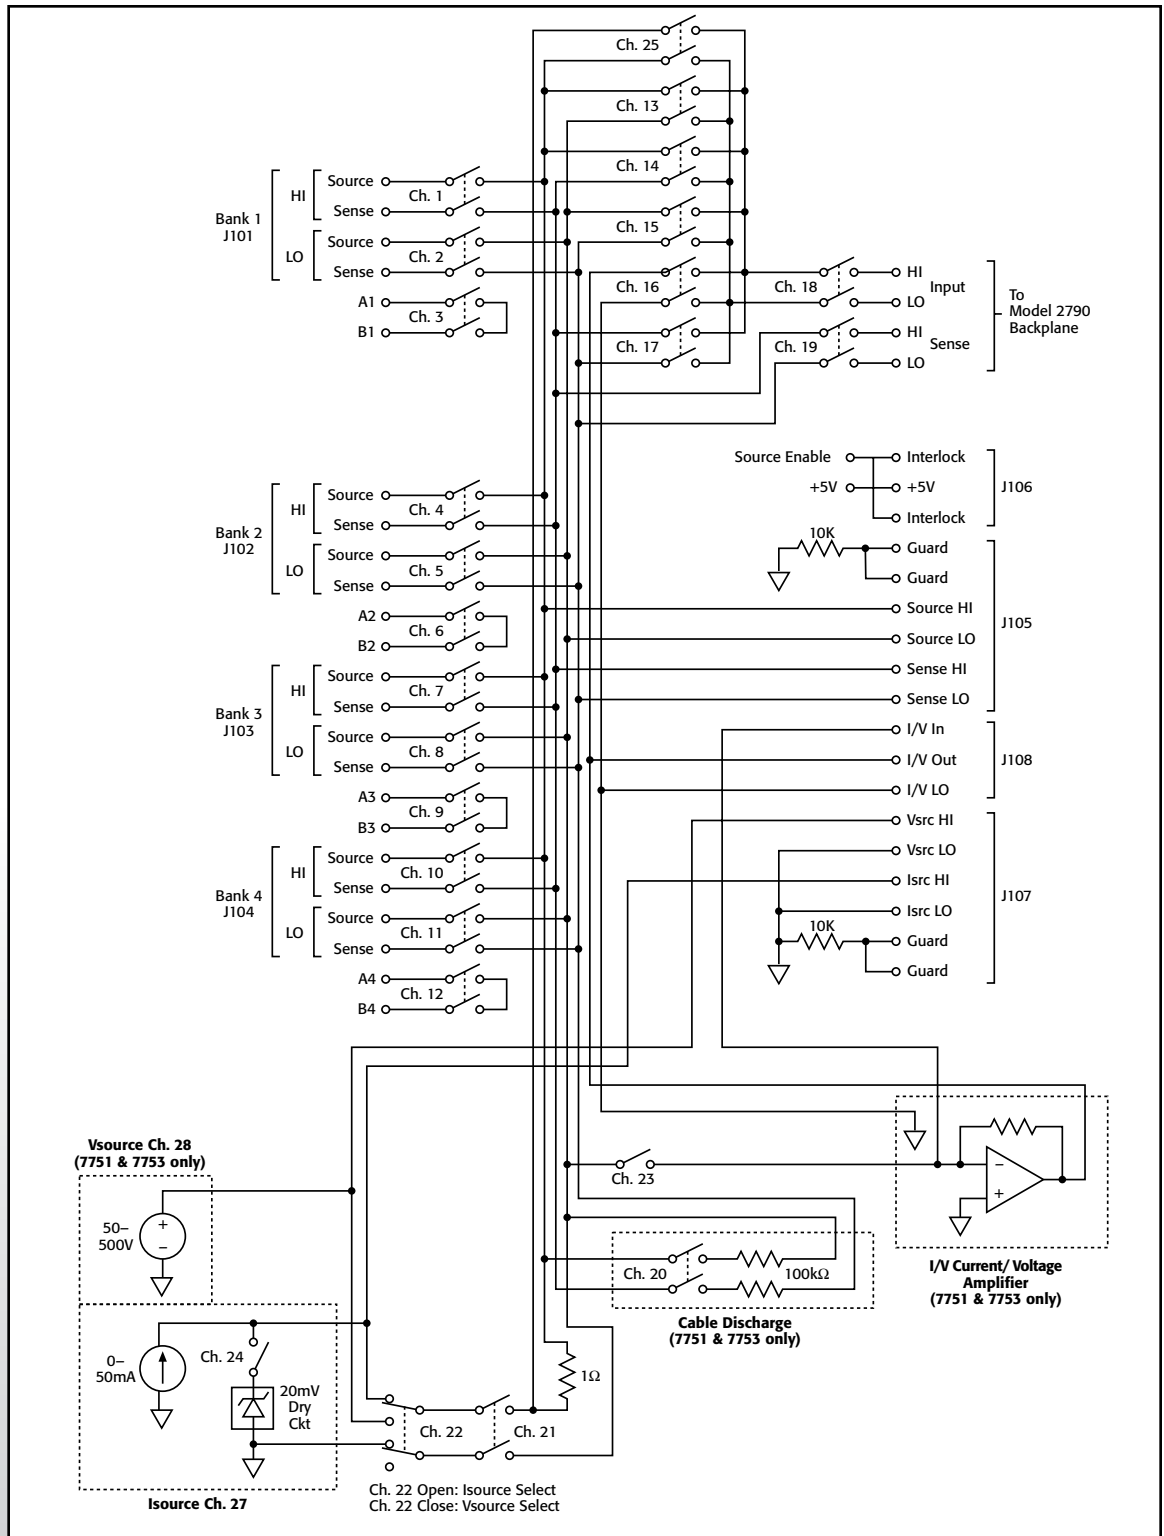 Ch. 25
Ch. 13
Ch. 14
Ch. 15
Ch. 16
Ch. 17
Bank 1
J101
HI
Source
Sense
Ch. 1
LO
Source
Sense
Ch. 2
A1
B1
Ch. 3
Ch. 18
HI
LO
Input
Ch. 19
HI
LO
Sense
To
Model 2790
Backplane
Source Enable
Interlock
+5V
+5V
Interlock
J106
Bank 2
J102
HI
Source
Sense
Ch. 4
LO
Source
Sense
Ch. 5
A2
B2
Ch. 6
10K
Guard
Guard
Source HI
Source LO
Sense HI
Sense LO
J105
Bank 3
J103
HI
Source
Sense
Ch. 7
LO
Source
Sense
Ch. 8
A3
B3
Ch. 9
I/V In
I/V Out
I/V LO
J108
Bank 4
J104
HI
Source
Sense
Ch. 10
LO
Source
Sense
Ch. 11
A4
B4
Ch. 12
Vsrc HI
Vsrc LO
Isrc HI
Isrc LO
10K
Guard
Guard
J107
Vsource Ch. 28
(7751 & 7753 only)
50–
500V
+
–
Ch. 23
–
+
I/V Current/ Voltage
Amplifier
(7751 & 7753 only)
Ch. 20
100kΩ
Cable Discharge
(7751 & 7753 only)
0–
50mA
Ch. 24
20mV
Dry
Ckt
Isource Ch. 27
1Ω
Ch. 22
Ch. 21
Ch. 22 Open: Isource Select
Ch. 22 Close: Vsource Select